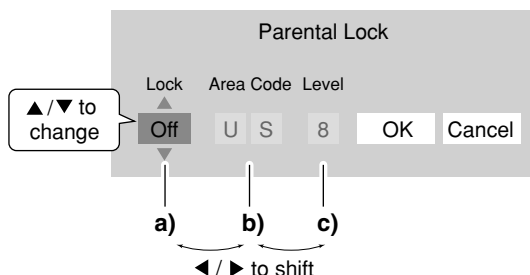 Parental Lock
Lock Area Code Level
▲/▼ to
change
Off U S 8 OK Cancel
a) b) c)
◀ / ▶ to shift